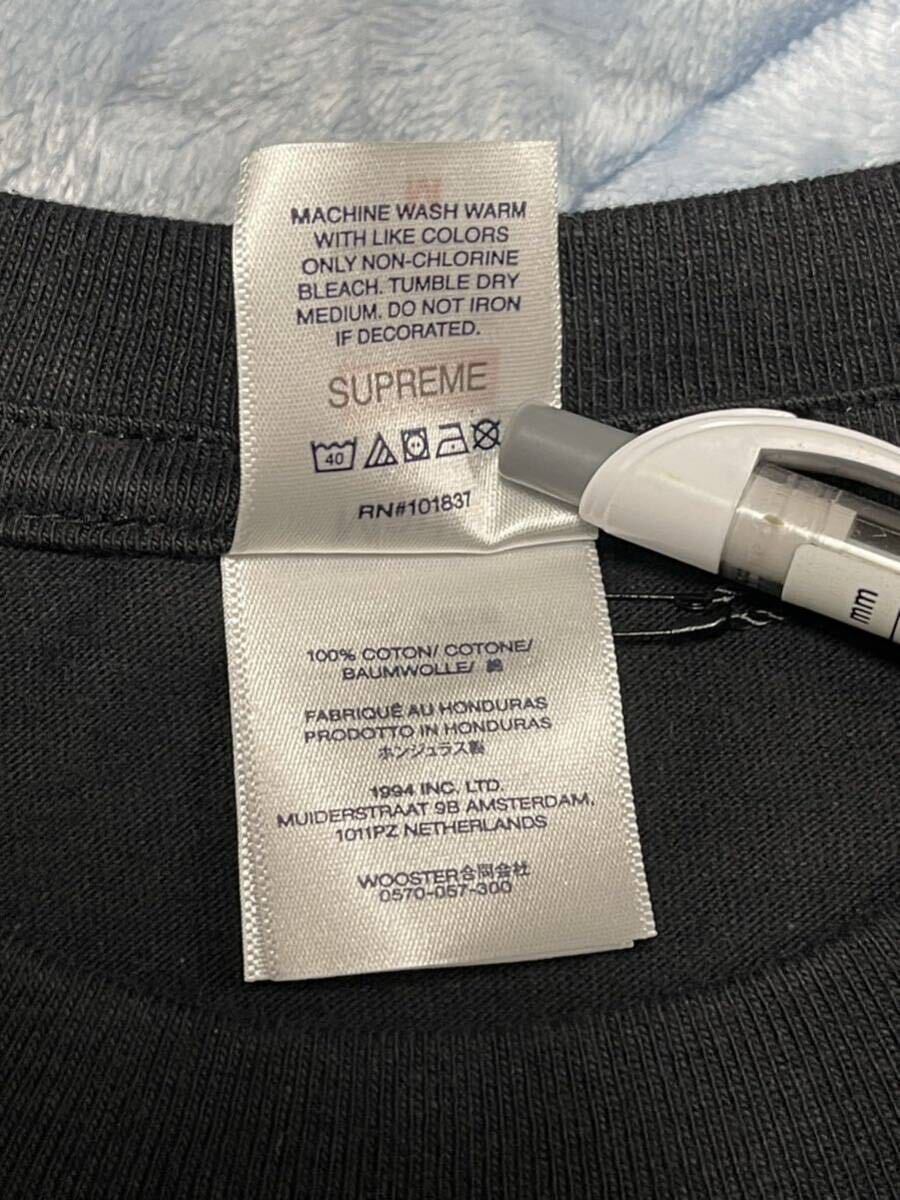 MACHINE WASH WARM
WITH LIKE COLORS
ONLY NON-CHLORINE
BLEACH. TUMBLE DRY
MEDIUM. DO NOT IRON
IF DECORATED.
SUPREME
40
RN#101837
100% COTON/ COTONE/
BAUMWOLLE/ 綿
FABRIQUÉ AU HONDURAS
PRODOTTO IN HONDURAS
ホンジュラス製
1994 INC. LTD.
MUIDERSTRAAT 9B AMSTERDAM,
1011PZ NETHERLANDS
WOOSTER合同会社
0570-057-300
mm